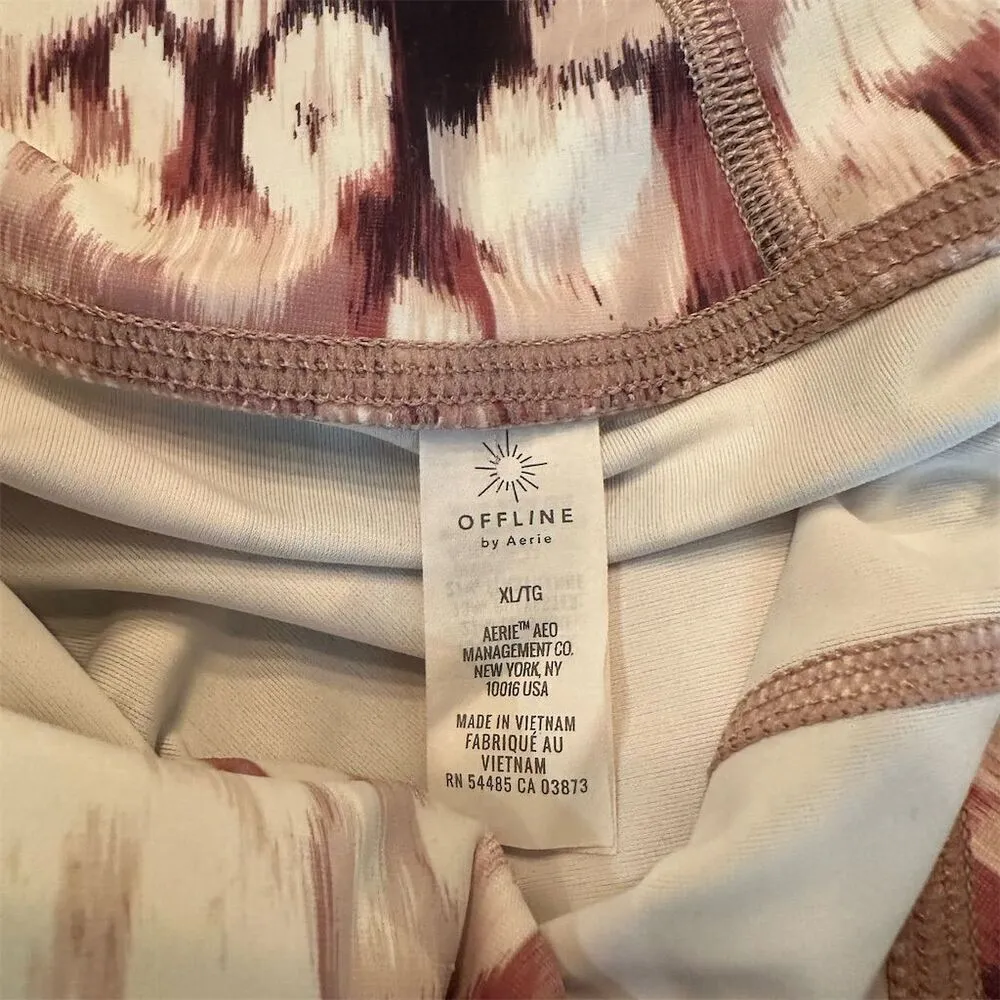 OFFLINE
by Aerie
XL/TG
AERIE™ AEO
MANAGEMENT CO.
NEW YORK, NY
10016 USA
MADE IN VIETNAM
FABRIQUÉ AU
VIETNAM
RN 54485 CA 03873